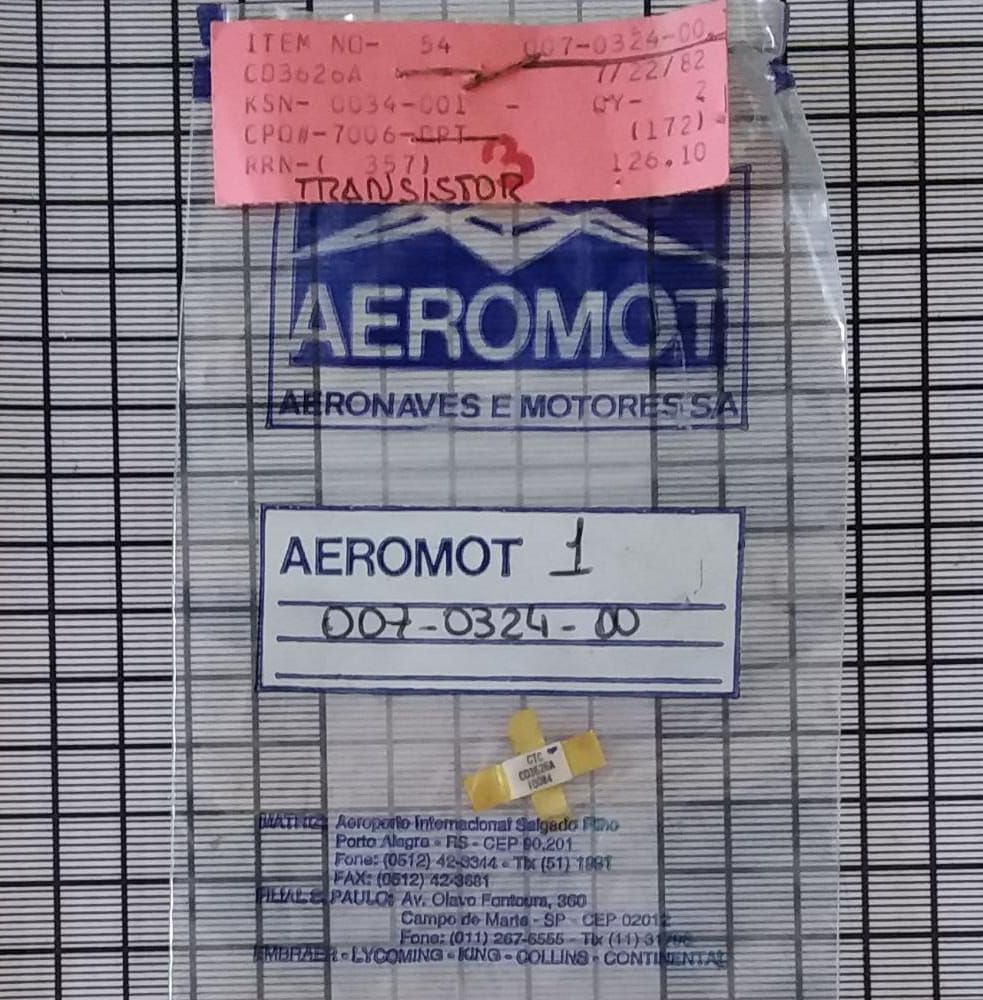 ITEM NO- 54 007-0324-00
CD3626A 7/22/82
KSN- 0034-001 - QY- 2
CPO#-7006-DPT (172)
RRN-( 357) 3 126.10
TRANSISTOR
AEROMOT
AERONAVES E MOTORES SA
AEROMOT 1
007-0324-00
CTC
CD3626A
10084
MATRIZ: Aeroporto Internacional Salgado Filho
Porto Alegre - RS - CEP 90.201
Fone: (0512) 42-3344 - Tlx (51) 1981
FAX: (0512) 42-3681
FILIAL S. PAULO: Av. Olavo Fontoura, 360
Campo de Marte - SP - CEP 02012
Fone: (011) 267-6555 - Tlx (11)
EMBRAER - LYCOMING - KING - COLLINS - CONTINENTAL